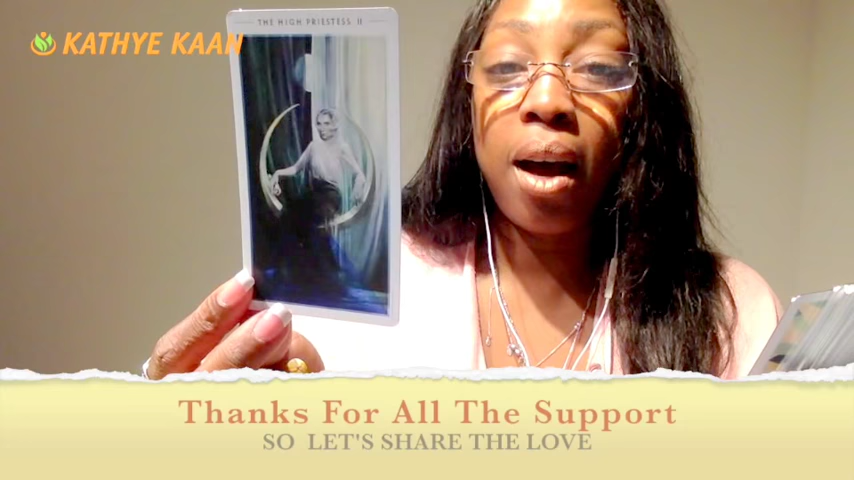 THE HIGH PRIESTESS II
KATHYE KAAN
Thanks For All The Support
SO LET'S SHARE THE LOVE